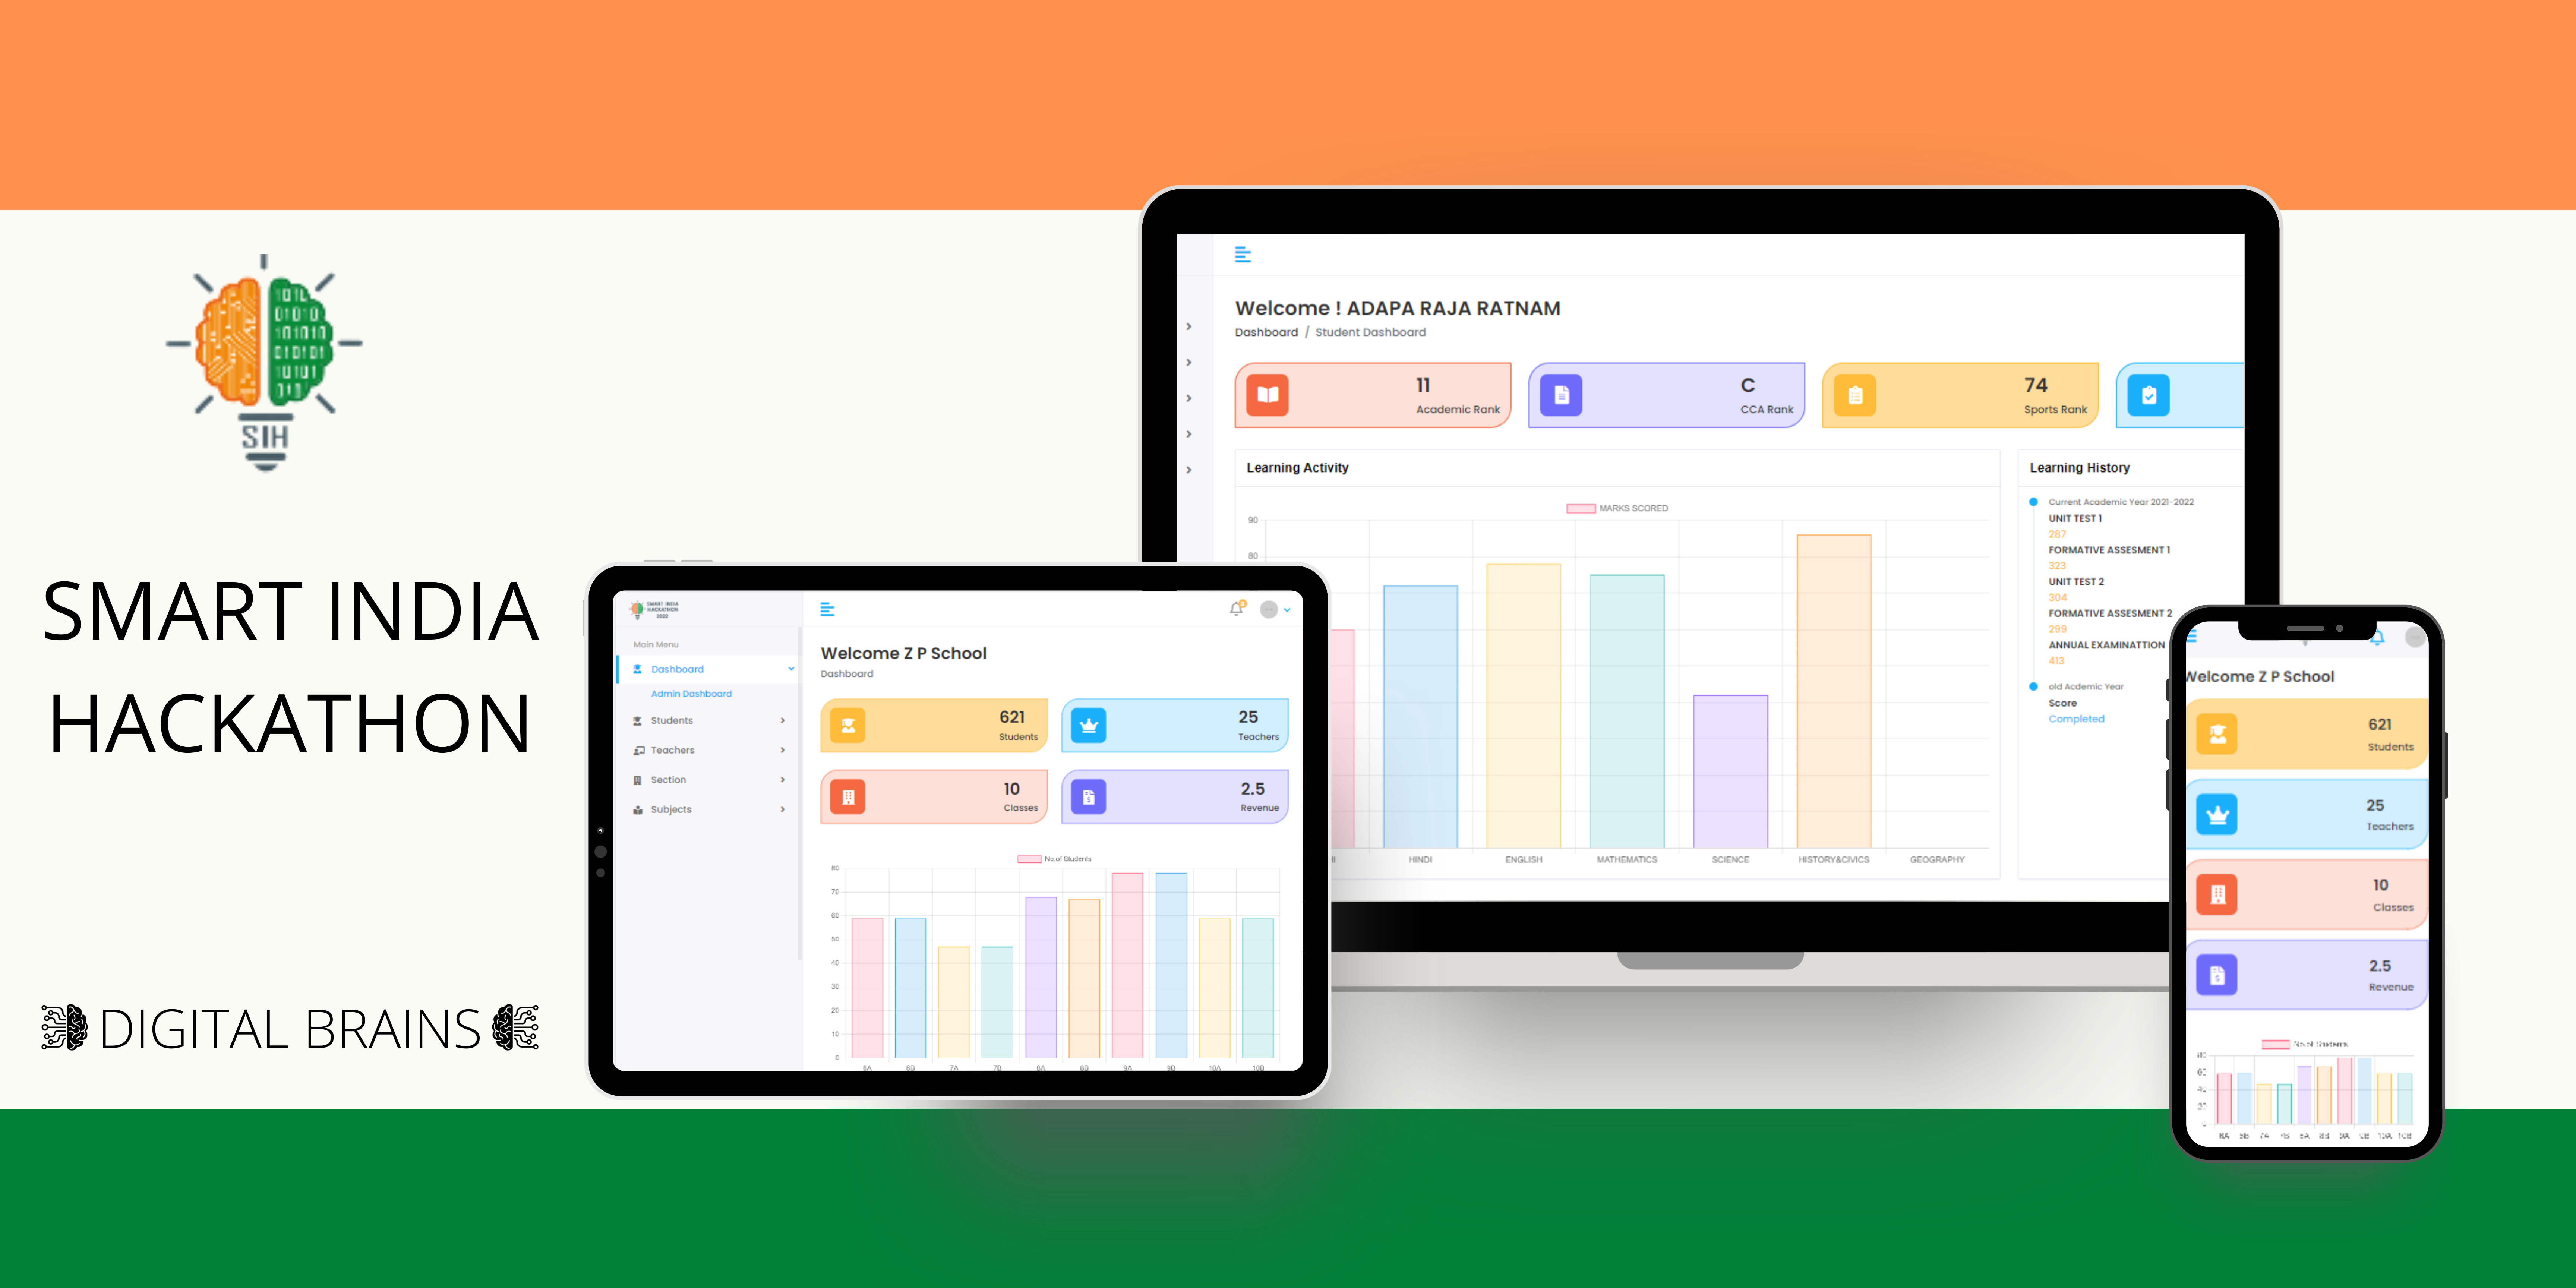 SIH
SMART INDIA
HACKATHON
DIGITAL BRAINS
Welcome ! ADAPA RAJA RATNAM
Dashboard / Student Dashboard
11
Academic Rank
C
CCA Rank
74
Sports Rank
Learning Activity
MARKS SCORED
90
80
HINDI
ENGLISH
MATHEMATICS
SCIENCE
HISTORY&CIVICS
GEOGRAPHY
Learning History
Current Academic Year 2021-2022
UNIT TEST 1
287
FORMATIVE ASSESMENT 1
323
UNIT TEST 2
304
FORMATIVE ASSESMENT 2
299
ANNUAL EXAMINATTION
413
old Acdemic Year
Score
Completed
SMART INDIA
HACKATHON
Main Menu
Dashboard
Admin Dashboard
Students
Teachers
Section
Subjects
Welcome Z P School
Dashboard
621
Students
25
Teachers
10
Classes
2.5
Revenue
No.of Students
80
70
60
50
40
30
20
10
0
6A 6B 7A 7B 8A 8B 9A 9B 10A 10B
Welcome Z P School
621
Students
25
Teachers
10
Classes
2.5
Revenue
No.of Students